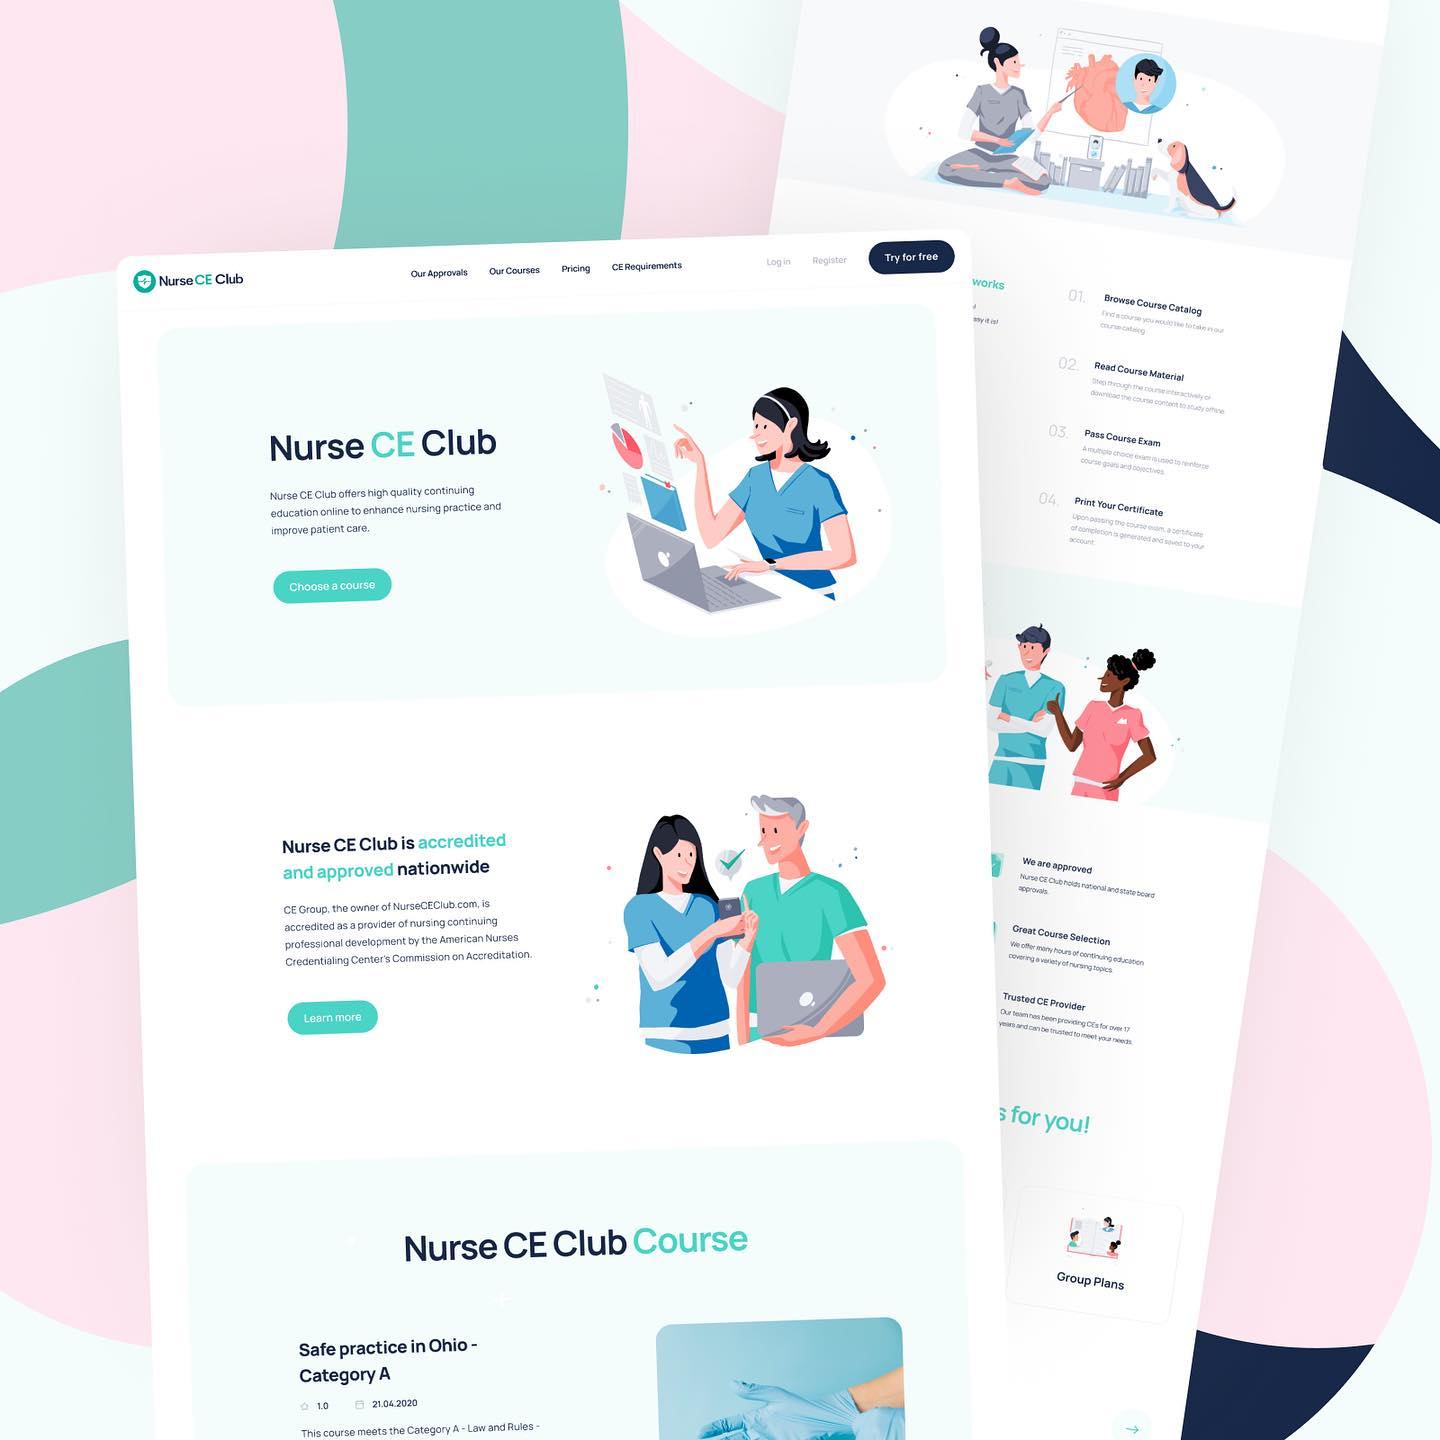 Nurse CE Club
Our Approvals
Our Courses
Pricing
CE Requirements
Log in
Register
Try for free
Nurse CE Club
Nurse CE Club offers high quality continuing
education online to enhance nursing practice and
improve patient care.
Choose a course
Nurse CE Club is accredited
and approved nationwide
CE Group, the owner of NurseCEClub.com, is
accredited as a provider of nursing continuing
professional development by the American Nurses
Credentialing Center's Commission on Accreditation.
Learn more
Nurse CE Club Course
Safe practice in Ohio -
Category A
1.0
21.04.2020
This course meets the Category A - Law and Rules -
works
asy it is!
01.
Browse Course Catalog
Find a course you would like to take in our
course catalog.
02.
Read Course Material
Step through the course interactively or
download the course content to study offline.
03.
Pass Course Exam
A multiple choice exam is used to reinforce
course goals and objectives.
04.
Print Your Certificate
Upon passing the course exam, a certificate
of completion is generated and saved to your
account.
We are approved
Nurse CE Club holds national and state board
approvals.
Great Course Selection
We offer many hours of continuing education
covering a variety of nursing topics.
Trusted CE Provider
Our team has been providing CEs for over 17
years and can be trusted to meet your needs.
s for you!
Group Plans